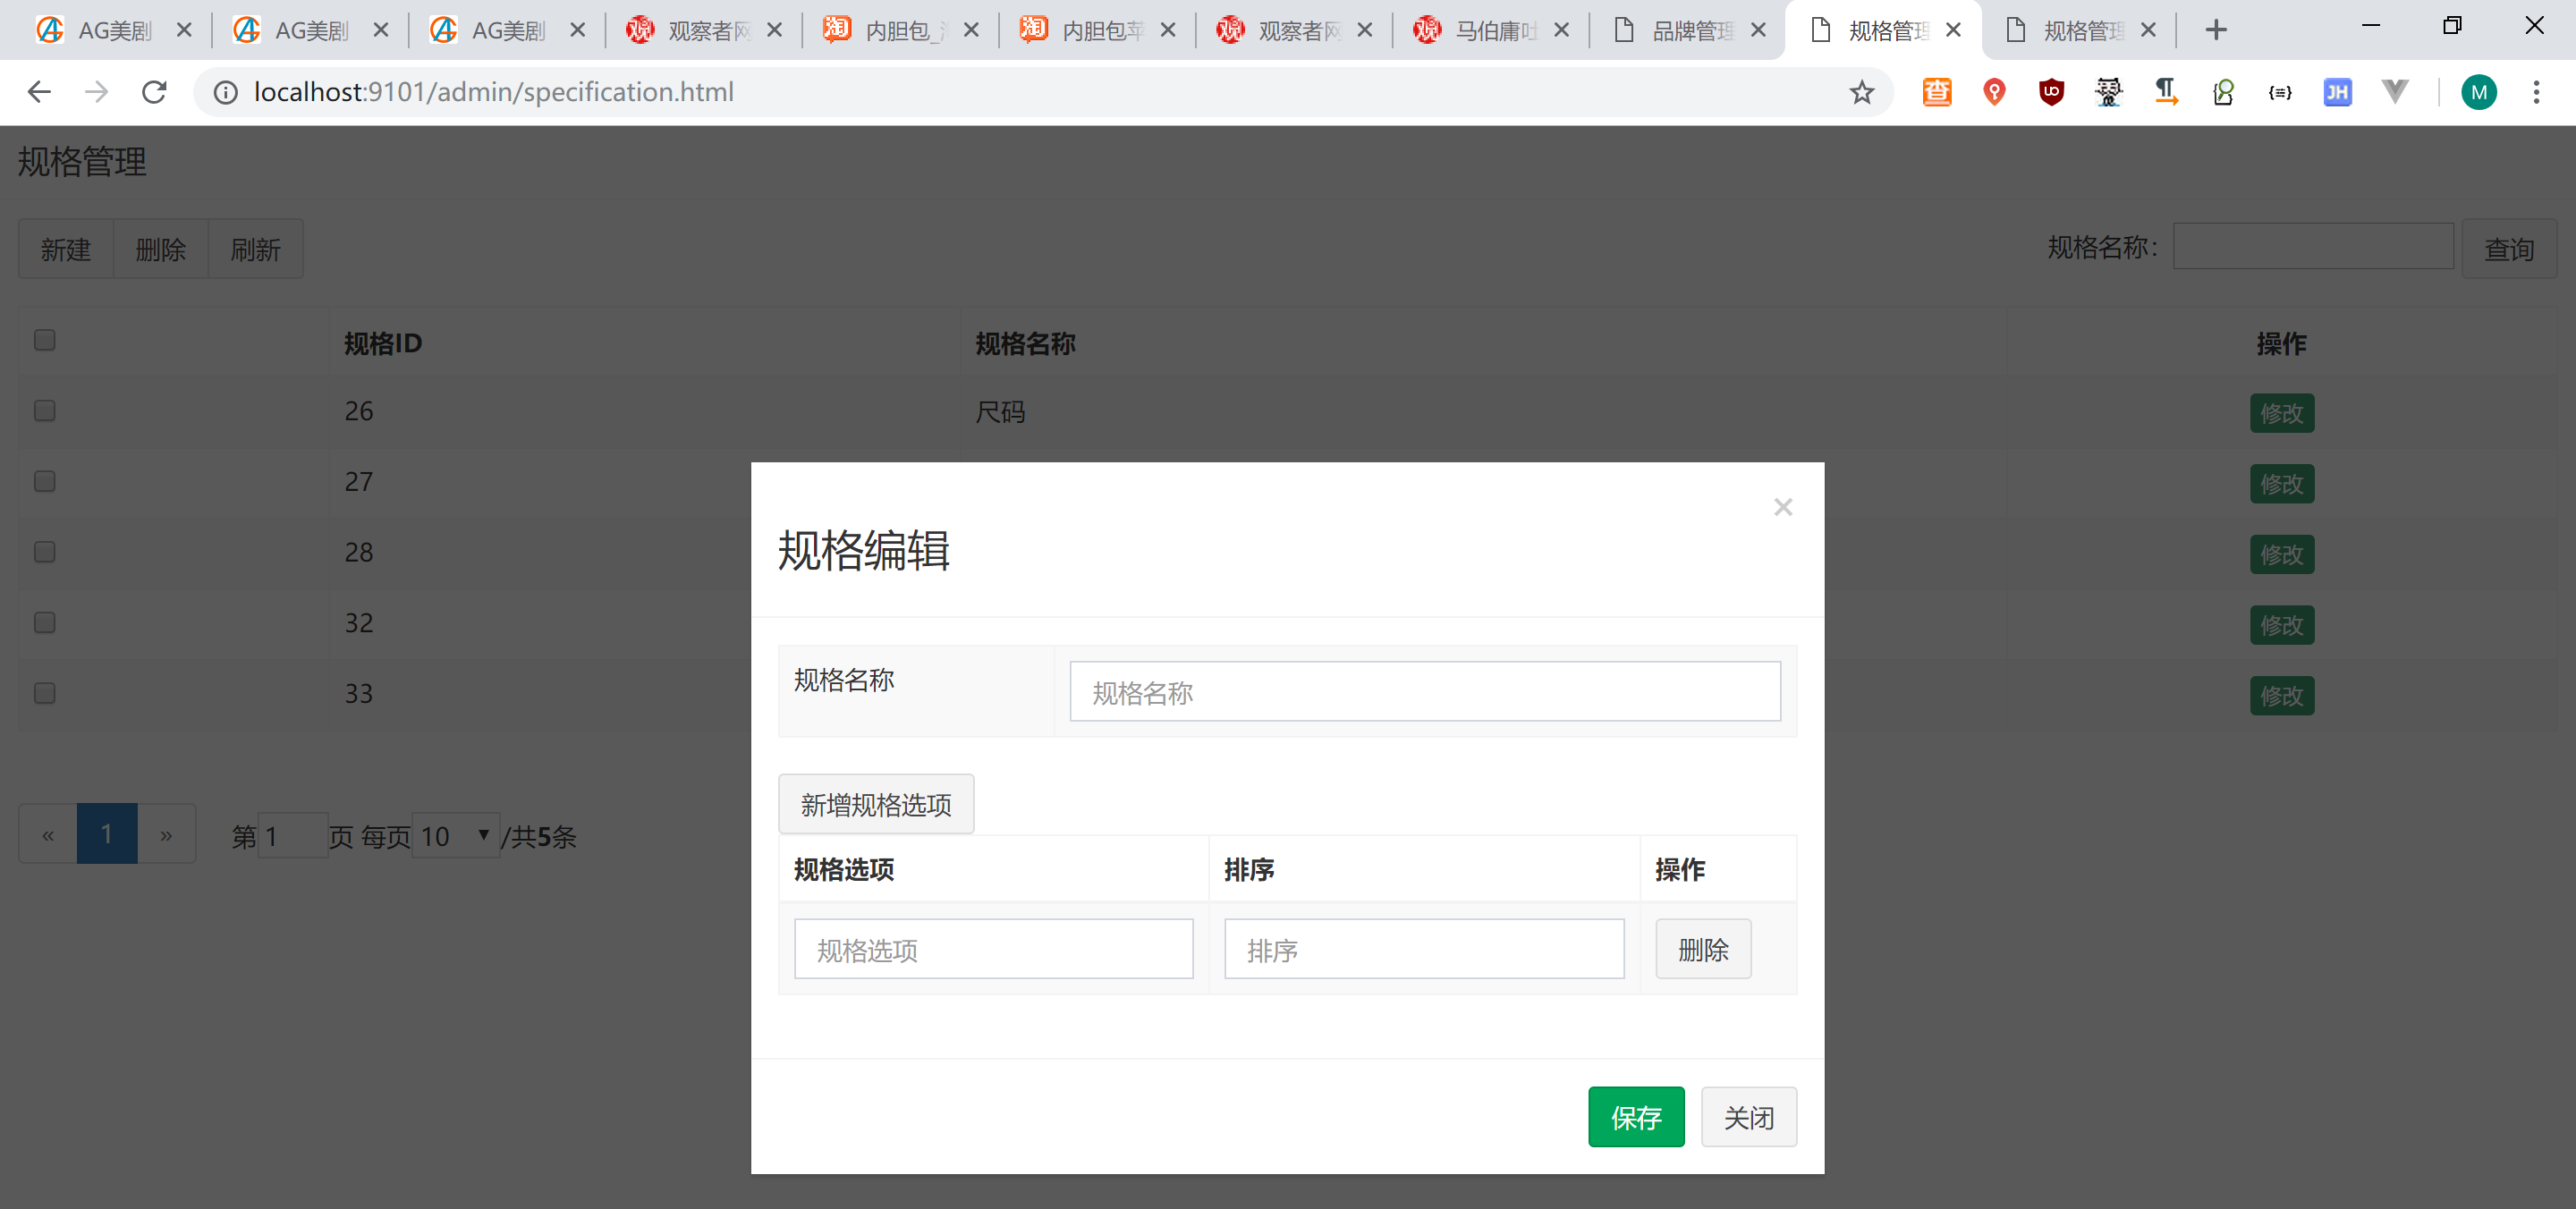 AG美剧 AG美剧 AG美剧 观察者网 内胆包_ 内胆包苹 观察者网 马伯庸吐 品牌管理 规格管理 规格管理
localhost:9101/admin/specification.html
查 UO JH M
规格管理
新建 删除 刷新 规格名称: 查询
规格ID 规格名称 操作
26 尺码 修改
27 修改
28 修改
32 修改
33 修改
« 1 » 第1页 每页10/共5条
×
规格编辑
规格名称 规格名称
新增规格选项
规格选项 排序 操作
规格选项 排序 删除
保存 关闭